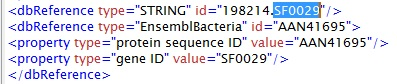 <dbReference type="STRING" id="198214.SF0029"/>
<dbReference type="EnsemblBacteria" id="AAN41695">
<property type="protein sequence ID" value="AAN41695"/>
<property type="gene ID" value="SF0029"/>
</dbReference>